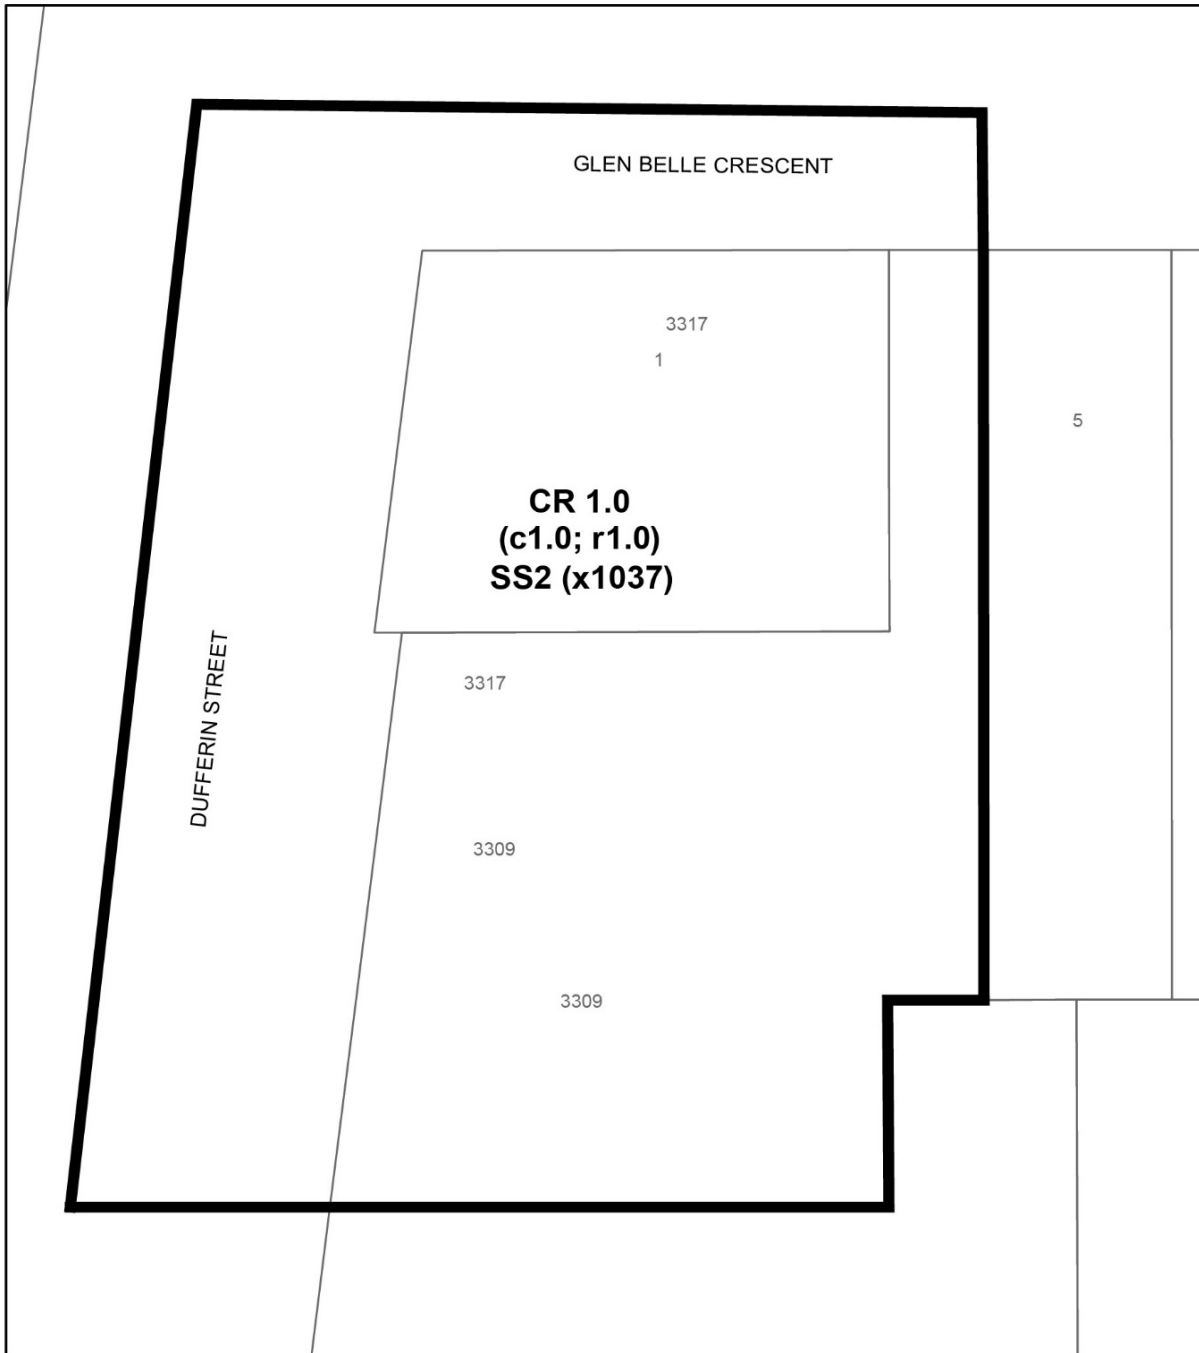 GLEN BELLE CRESCENT
3317
1
5
CR 1.0
(c1.0; r1.0)
SS2 (x1037)
DUFFERIN STREET
3317
3309
3309